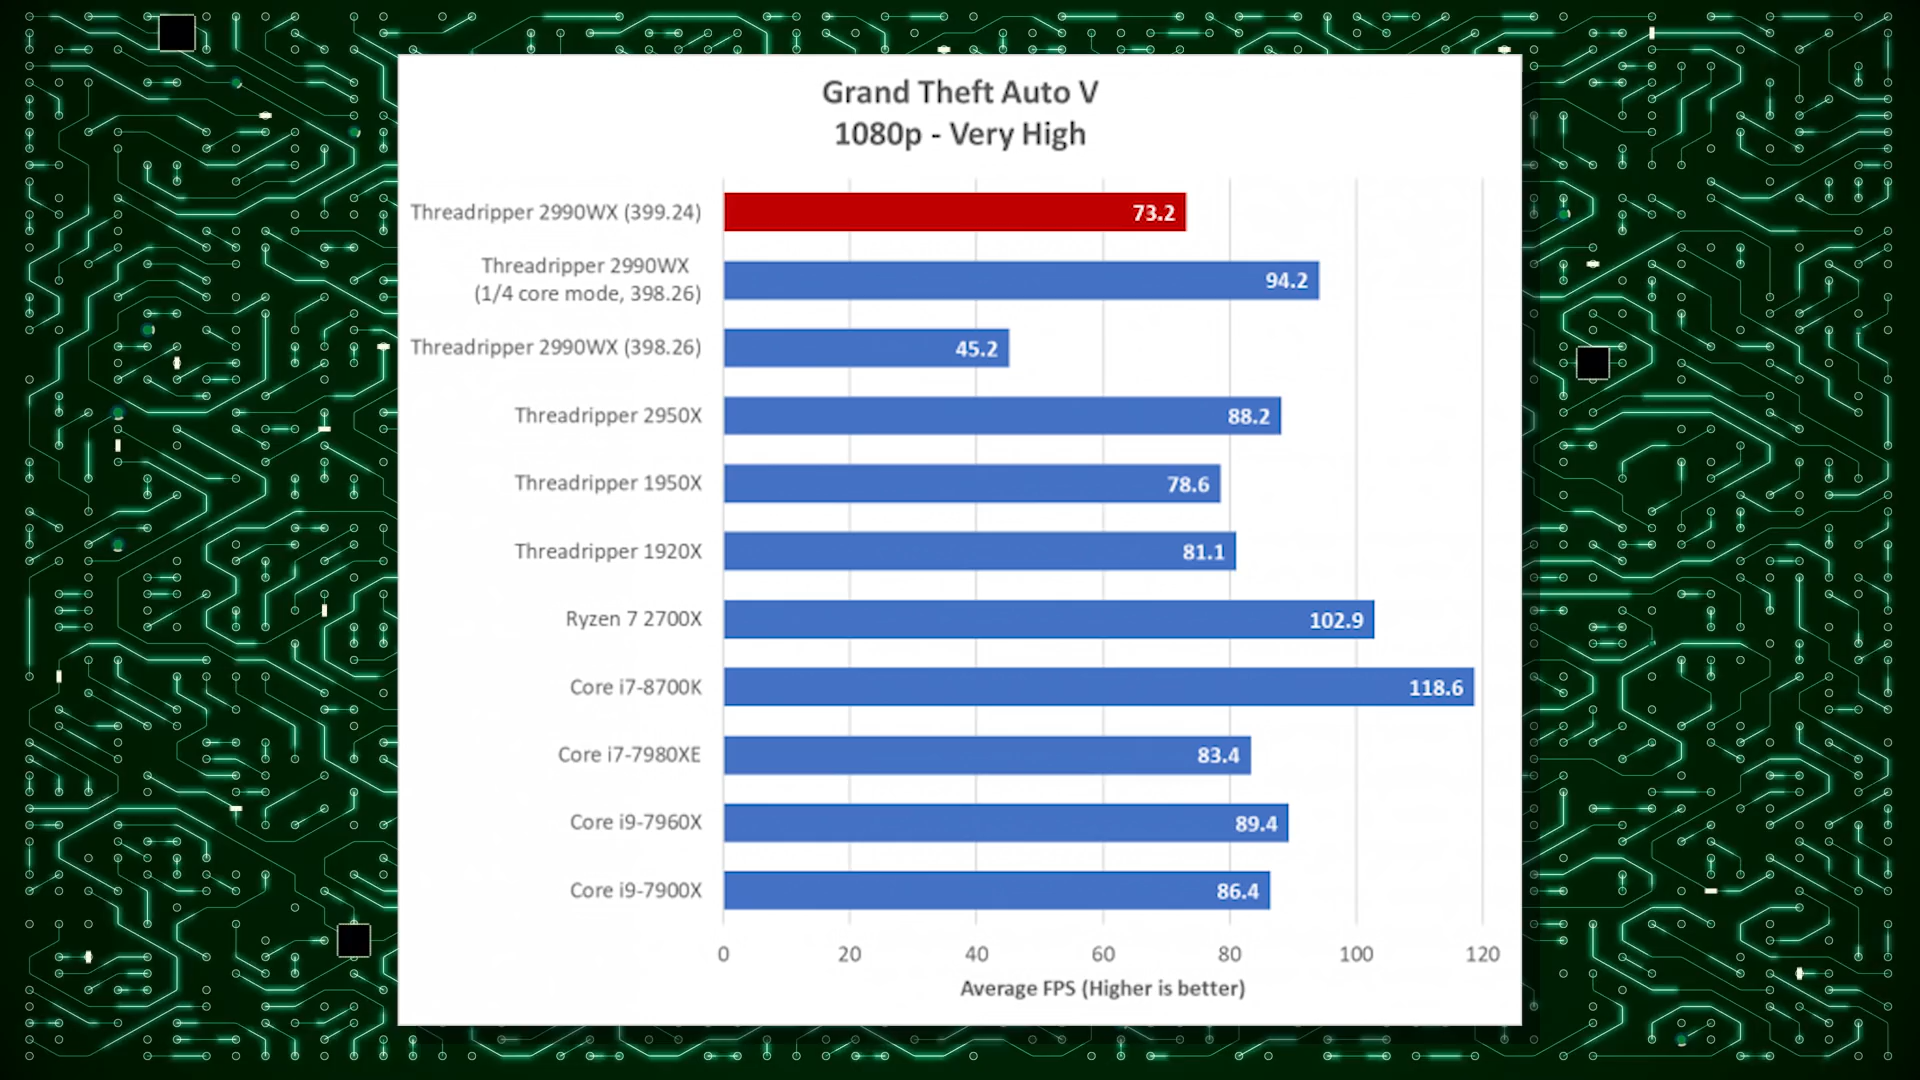 Grand Theft Auto V
1080p - Very High
Threadripper 2990WX (399.24)
73.2
Threadripper 2990WX
(1/4 core mode, 398.26)
94.2
Threadripper 2990WX (398.26)
45.2
Threadripper 2950X
88.2
Threadripper 1950X
78.6
Threadripper 1920X
81.1
Ryzen 7 2700X
102.9
Core i7-8700K
118.6
Core i7-7980XE
83.4
Core i9-7960X
89.4
Core i9-7900X
86.4
0 20 40 60 80 100 120
Average FPS (Higher is better)